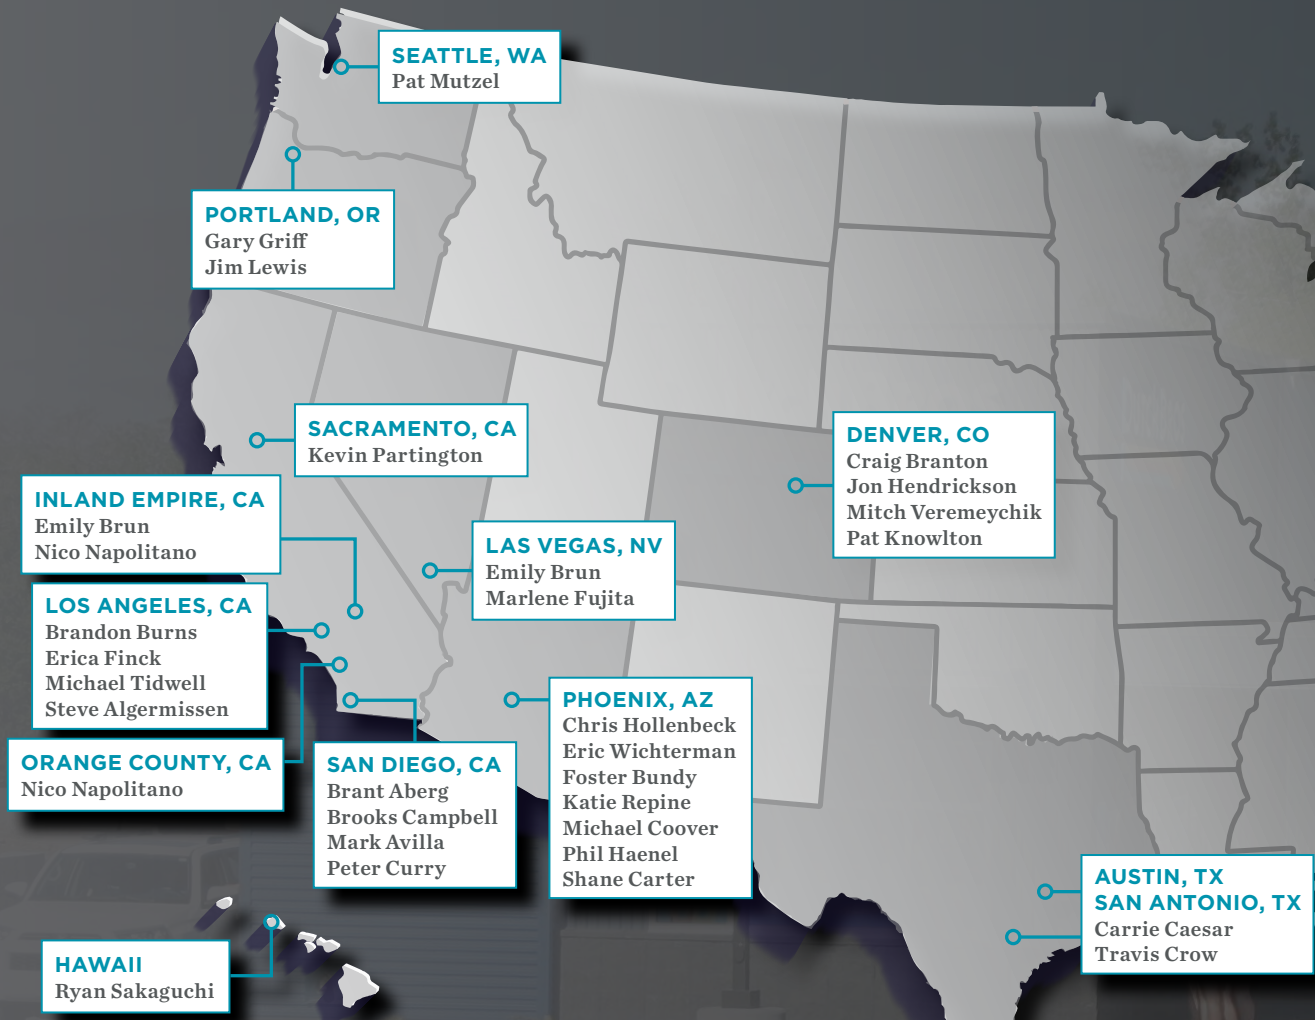 SEATTLE, WA
Pat Mutzel
PORTLAND, OR
Gary Griff
Jim Lewis
SACRAMENTO, CA
Kevin Partington
DENVER, CO
Craig Branton
Jon Hendrickson
Mitch Veremeychik
Pat Knowlton
INLAND EMPIRE, CA
Emily Brun
Nico Napolitano
LAS VEGAS, NV
Emily Brun
Marlene Fujita
LOS ANGELES, CA
Brandon Burns
Erica Finck
Michael Tidwell
Steve Algermissen
ORANGE COUNTY, CA
Nico Napolitano
SAN DIEGO, CA
Brant Aberg
Brooks Campbell
Mark Avilla
Peter Curry
PHOENIX, AZ
Chris Hollenbeck
Eric Wichterman
Foster Bundy
Katie Repine
Michael Coover
Phil Haenel
Shane Carter
AUSTIN, TX
SAN ANTONIO, TX
Carrie Caesar
Travis Crow
HAWAII
Ryan Sakaguchi